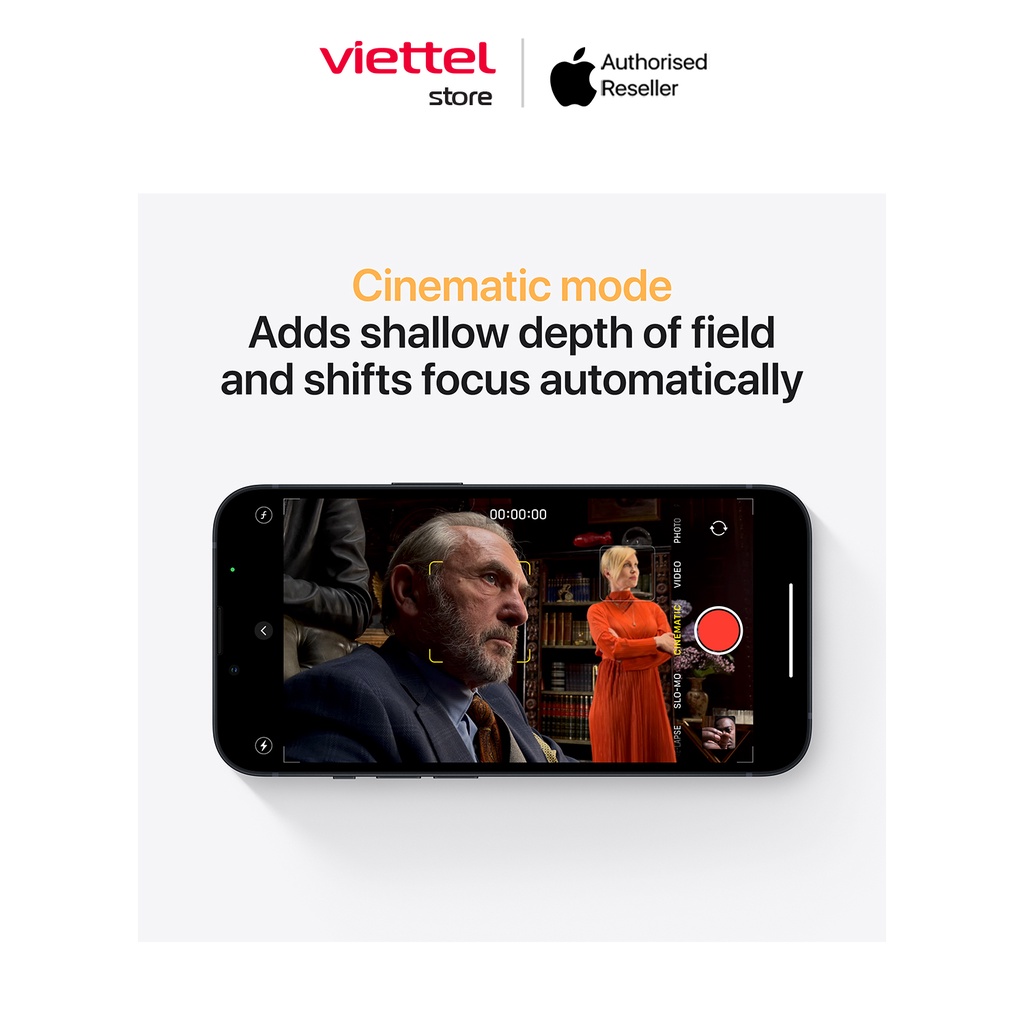 viettel
store
Authorised
Reseller
Cinematic mode
Adds shallow depth of field
and shifts focus automatically
00:00:00
PHOTO
VIDEO
CINEMATIC
SLO-MO
LAPSE